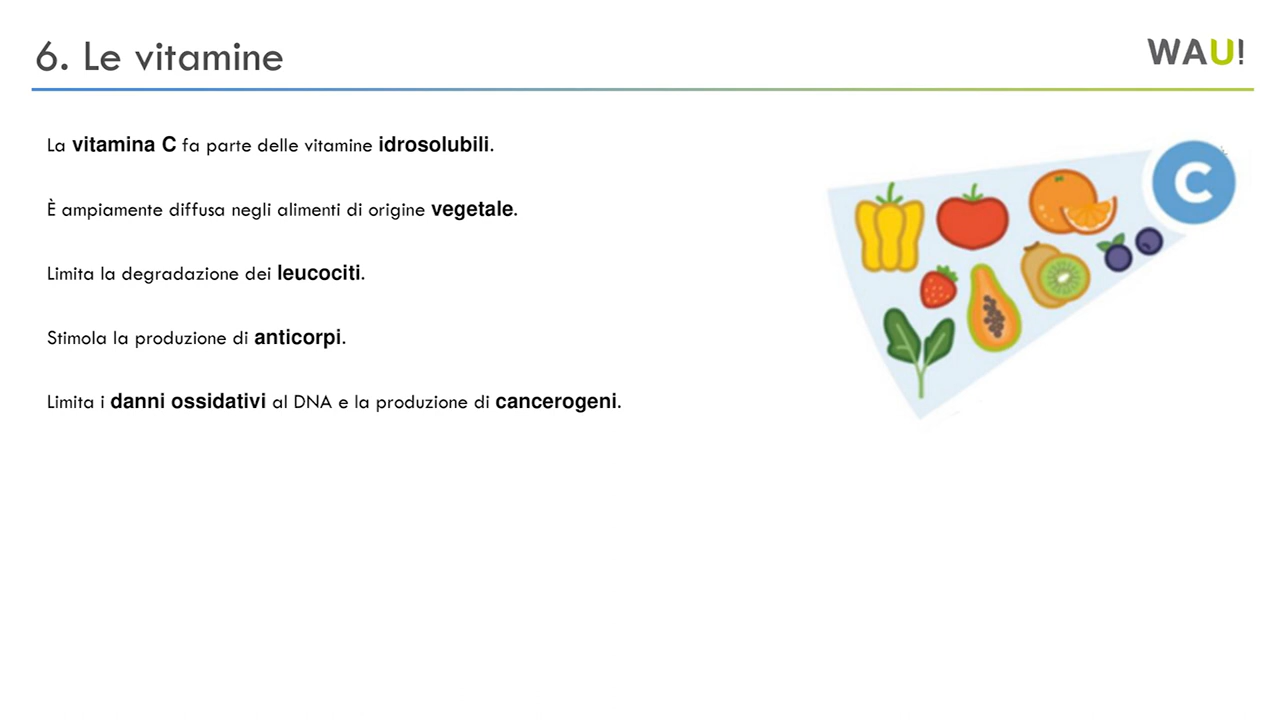 6. Le vitamine
WAU!
La vitamina C fa parte delle vitamine idrosolubili.
È ampiamente diffusa negli alimenti di origine vegetale.
Limita la degradazione dei leucociti.
Stimola la produzione di anticorpi.
Limita i danni ossidativi al DNA e la produzione di cancerogeni.
C